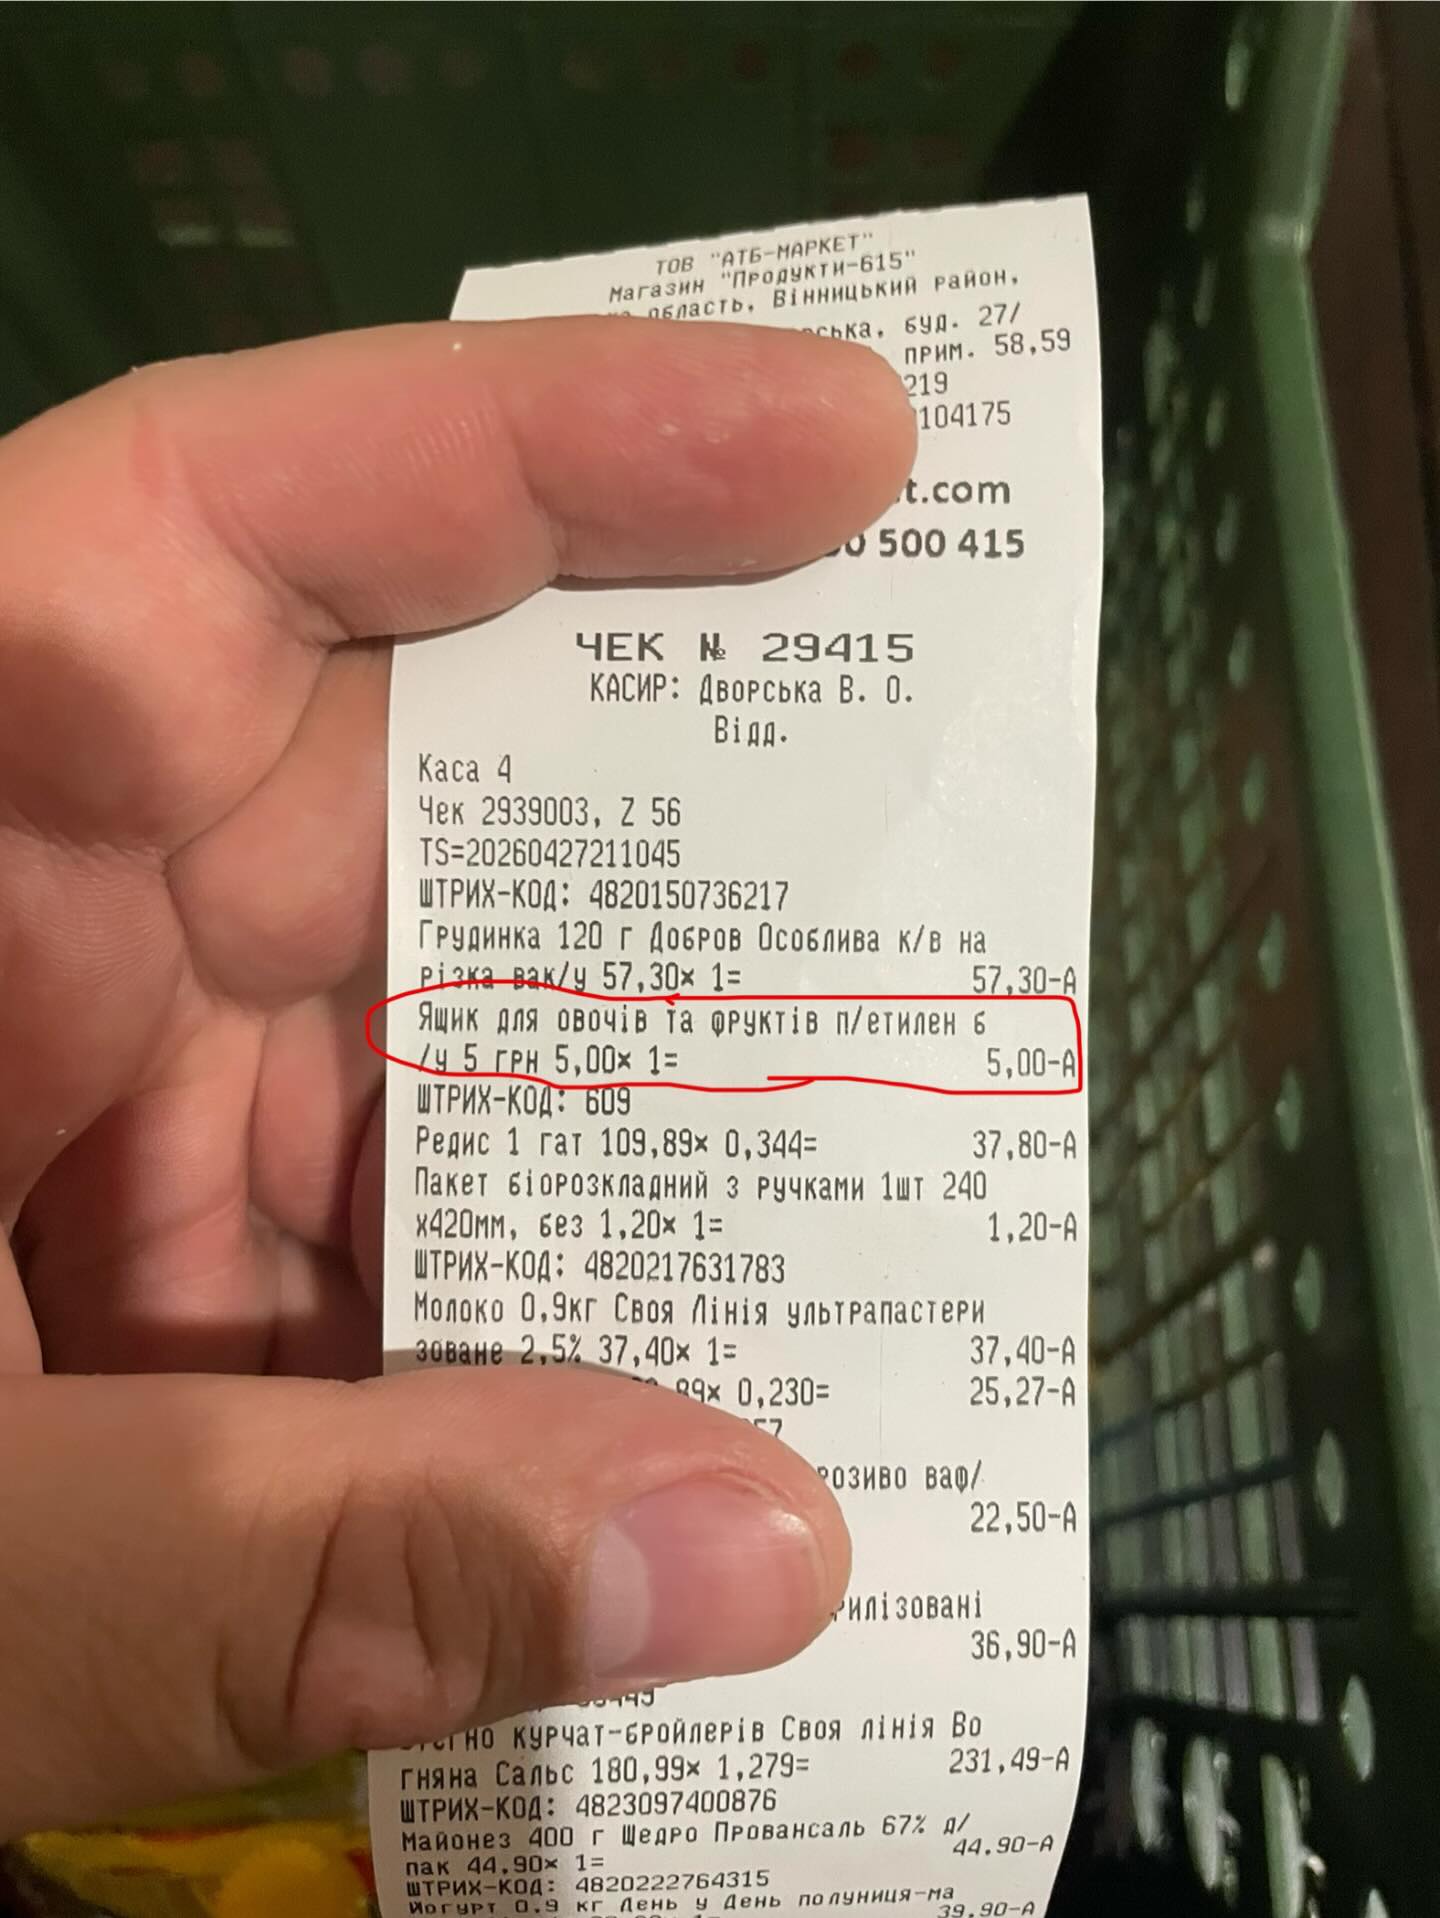 ТОВ "АТБ-МАРКЕТ"
Магазин "Продукти-615"
область, Вінницький район,
буд. 27/
прим. 58,59
219
104175
t.com
0 500 415
ЧЕК № 29415
КАСИР: Дворська В. О.
Відд.
Каса 4
Чек 2939003, Z 56
TS=20260427211045
ШТРИХ-КОД: 4820150736217
Грудинка 120 г Добров Особлива к/в на
різка вак/у 57,30× 1= 57,30-А
Ящик для овочів та фруктів п/етилен б
/у 5 грн 5,00× 1= 5,00-А
ШТРИХ-КОД: 609
Редис 1 гат 109,89× 0,344= 37,80-А
Пакет біорозкладний з ручками 1шт 240
х420мм, без 1,20× 1= 1,20-А
ШТРИХ-КОД: 4820217631783
Молоко 0,9кг Своя Лінія ультрапастери
зоване 2,5% 37,40× 1= 37,40-А
89× 0,230= 25,27-А
57
ваф/
22,50-А
36,90-А
курчат-бройлерів Своя лінія Во
гняна Сальс 180,99× 1,279= 231,49-А
ШТРИХ-КОД: 4823097400876
Майонез 400 г Щедро Провансаль 67% д/
пак 44,90× 1= 44,90-А
ШТРИХ-КОД: 4820222764315
Йогурт 0,9 кг День у День полуниця-ма
39,90-А